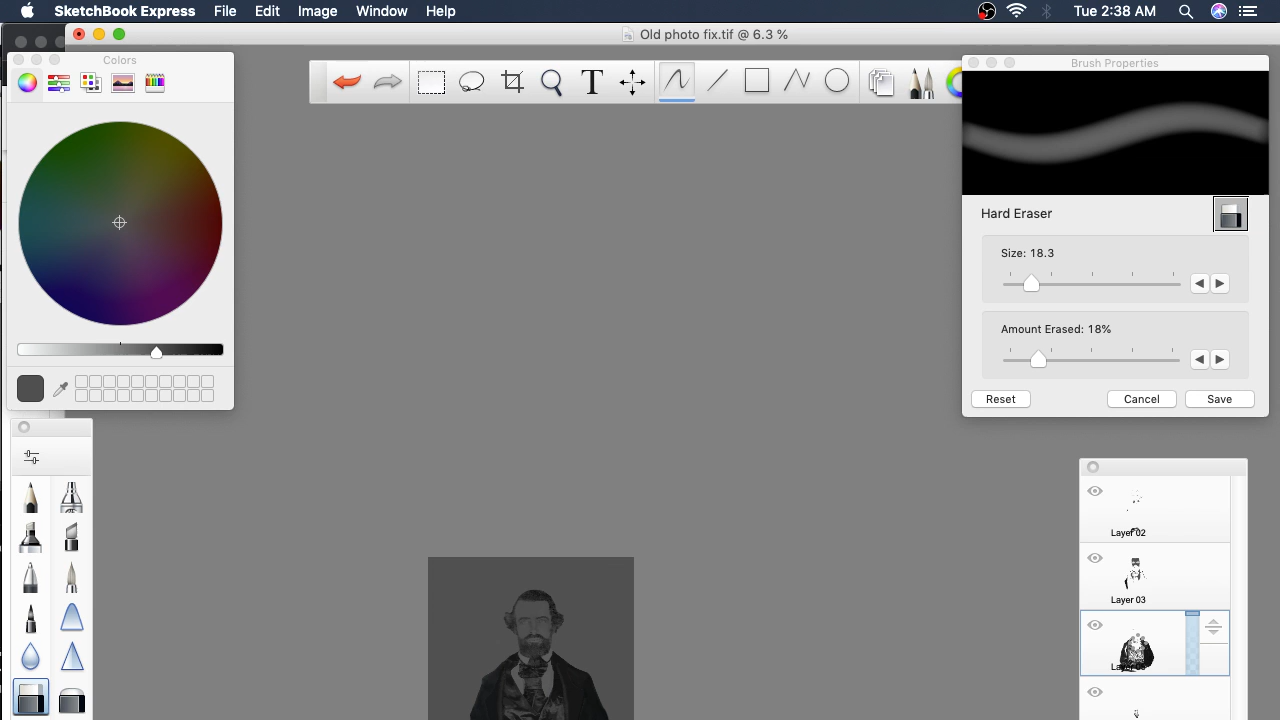 SketchBook Express File Edit Image Window Help Tue 2:38 AM
Old photo fix.tif @ 6.3 %
Colors
Brush Properties
T
Hard Eraser
Size: 18.3
Amount Erased: 18%
Reset Cancel Save
Layer 02
Layer 03